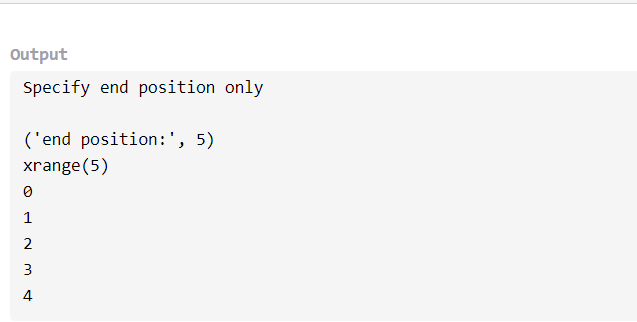 Output
Specify end position only
('end position:', 5)
xrange(5)
0
1
2
3
4